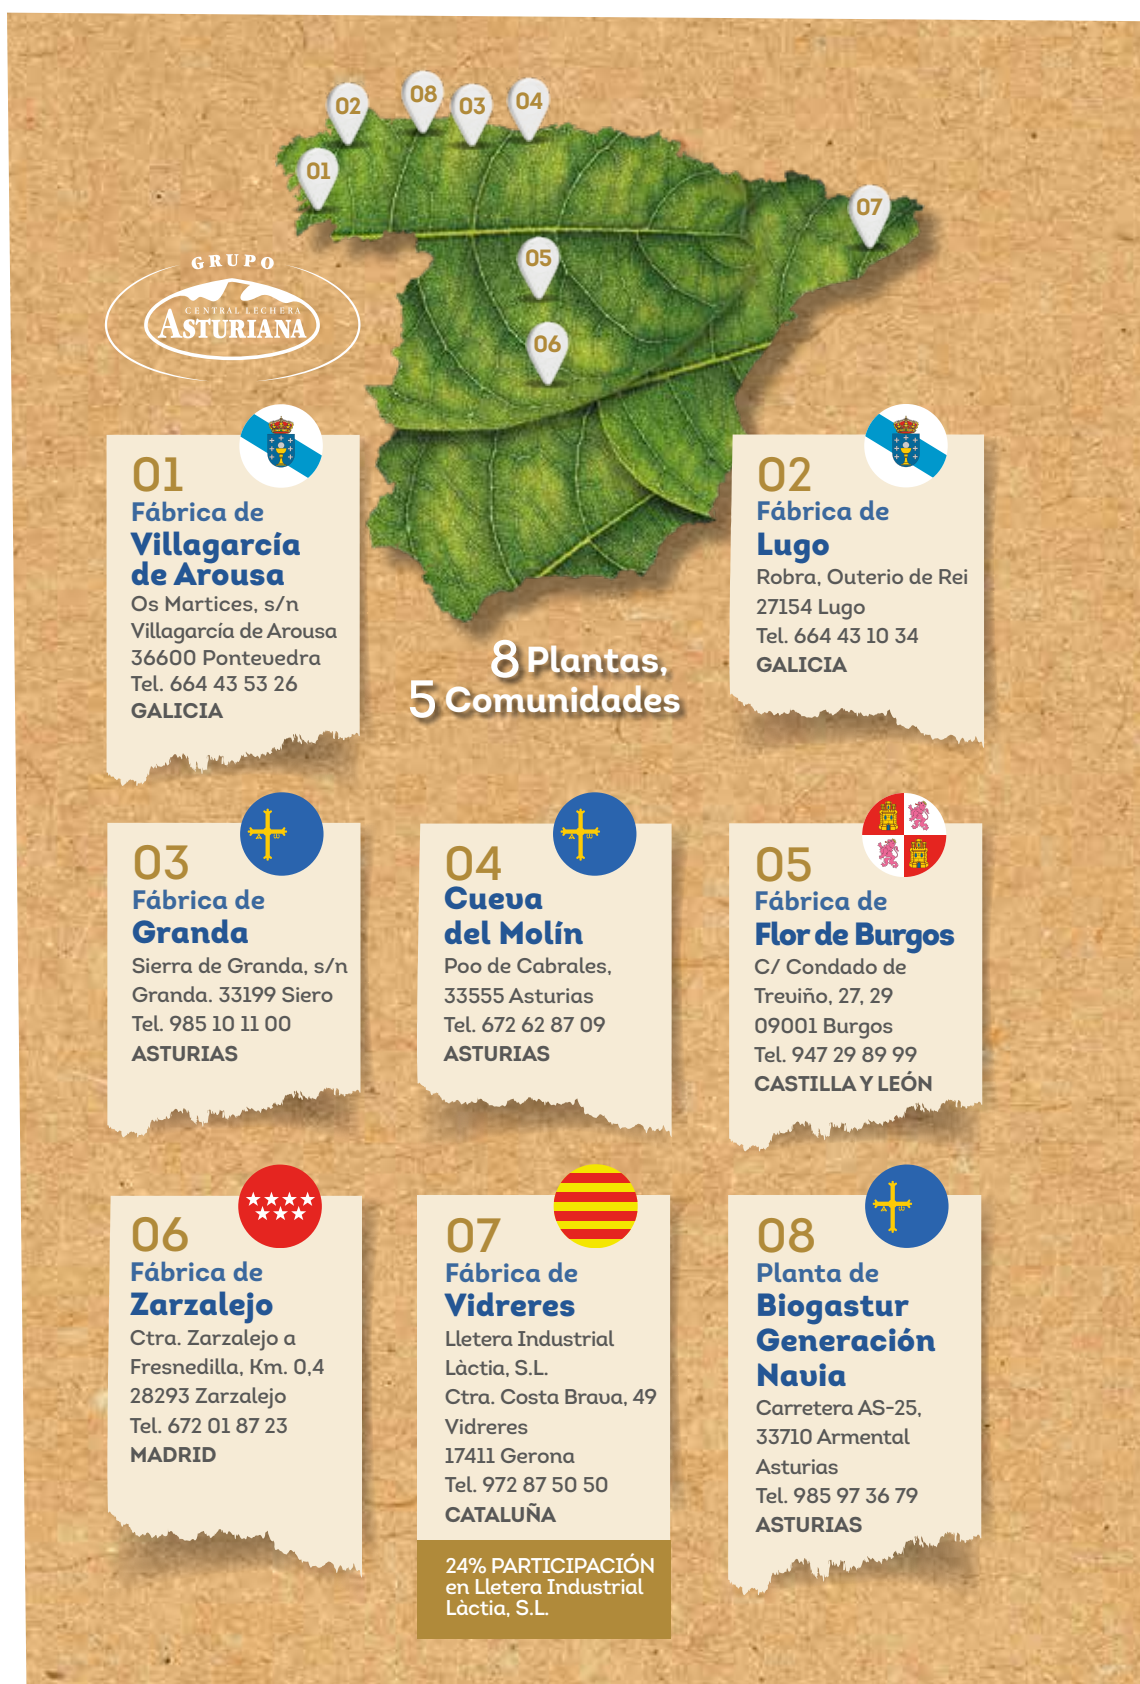 02
08
03
04
01
07
05
06
GRUPO
CENTRAL LECHERA
ASTURIANA
01
Fábrica de
Villagarcía
de Arousa
Os Martices, s/n
Villagarcía de Arousa
36600 Pontevedra
Tel. 664 43 53 26
GALICIA
02
Fábrica de
Lugo
Robra, Outerio de Rei
27154 Lugo
Tel. 664 43 10 34
GALICIA
8 Plantas,
5 Comunidades
03
Fábrica de
Granda
Sierra de Granda, s/n
Granda. 33199 Siero
Tel. 985 10 11 00
ASTURIAS
04
Cueva
del Molín
Poo de Cabrales,
33555 Asturias
Tel. 672 62 87 09
ASTURIAS
05
Fábrica de
Flor de Burgos
C/ Condado de
Treviño, 27, 29
09001 Burgos
Tel. 947 29 89 99
CASTILLA Y LEÓN
06
Fábrica de
Zarzalejo
Ctra. Zarzalejo a
Fresnedilla, Km. 0,4
28293 Zarzalejo
Tel. 672 01 87 23
MADRID
07
Fábrica de
Vidreres
Lletera Industrial
Làctia, S.L.
Ctra. Costa Brava, 49
Vidreres
17411 Gerona
Tel. 972 87 50 50
CATALUÑA
24% PARTICIPACIÓN
en Lletera Industrial
Làctia, S.L.
08
Planta de
Biogastur
Generación
Navia
Carretera AS-25,
33710 Armental
Asturias
Tel. 985 97 36 79
ASTURIAS